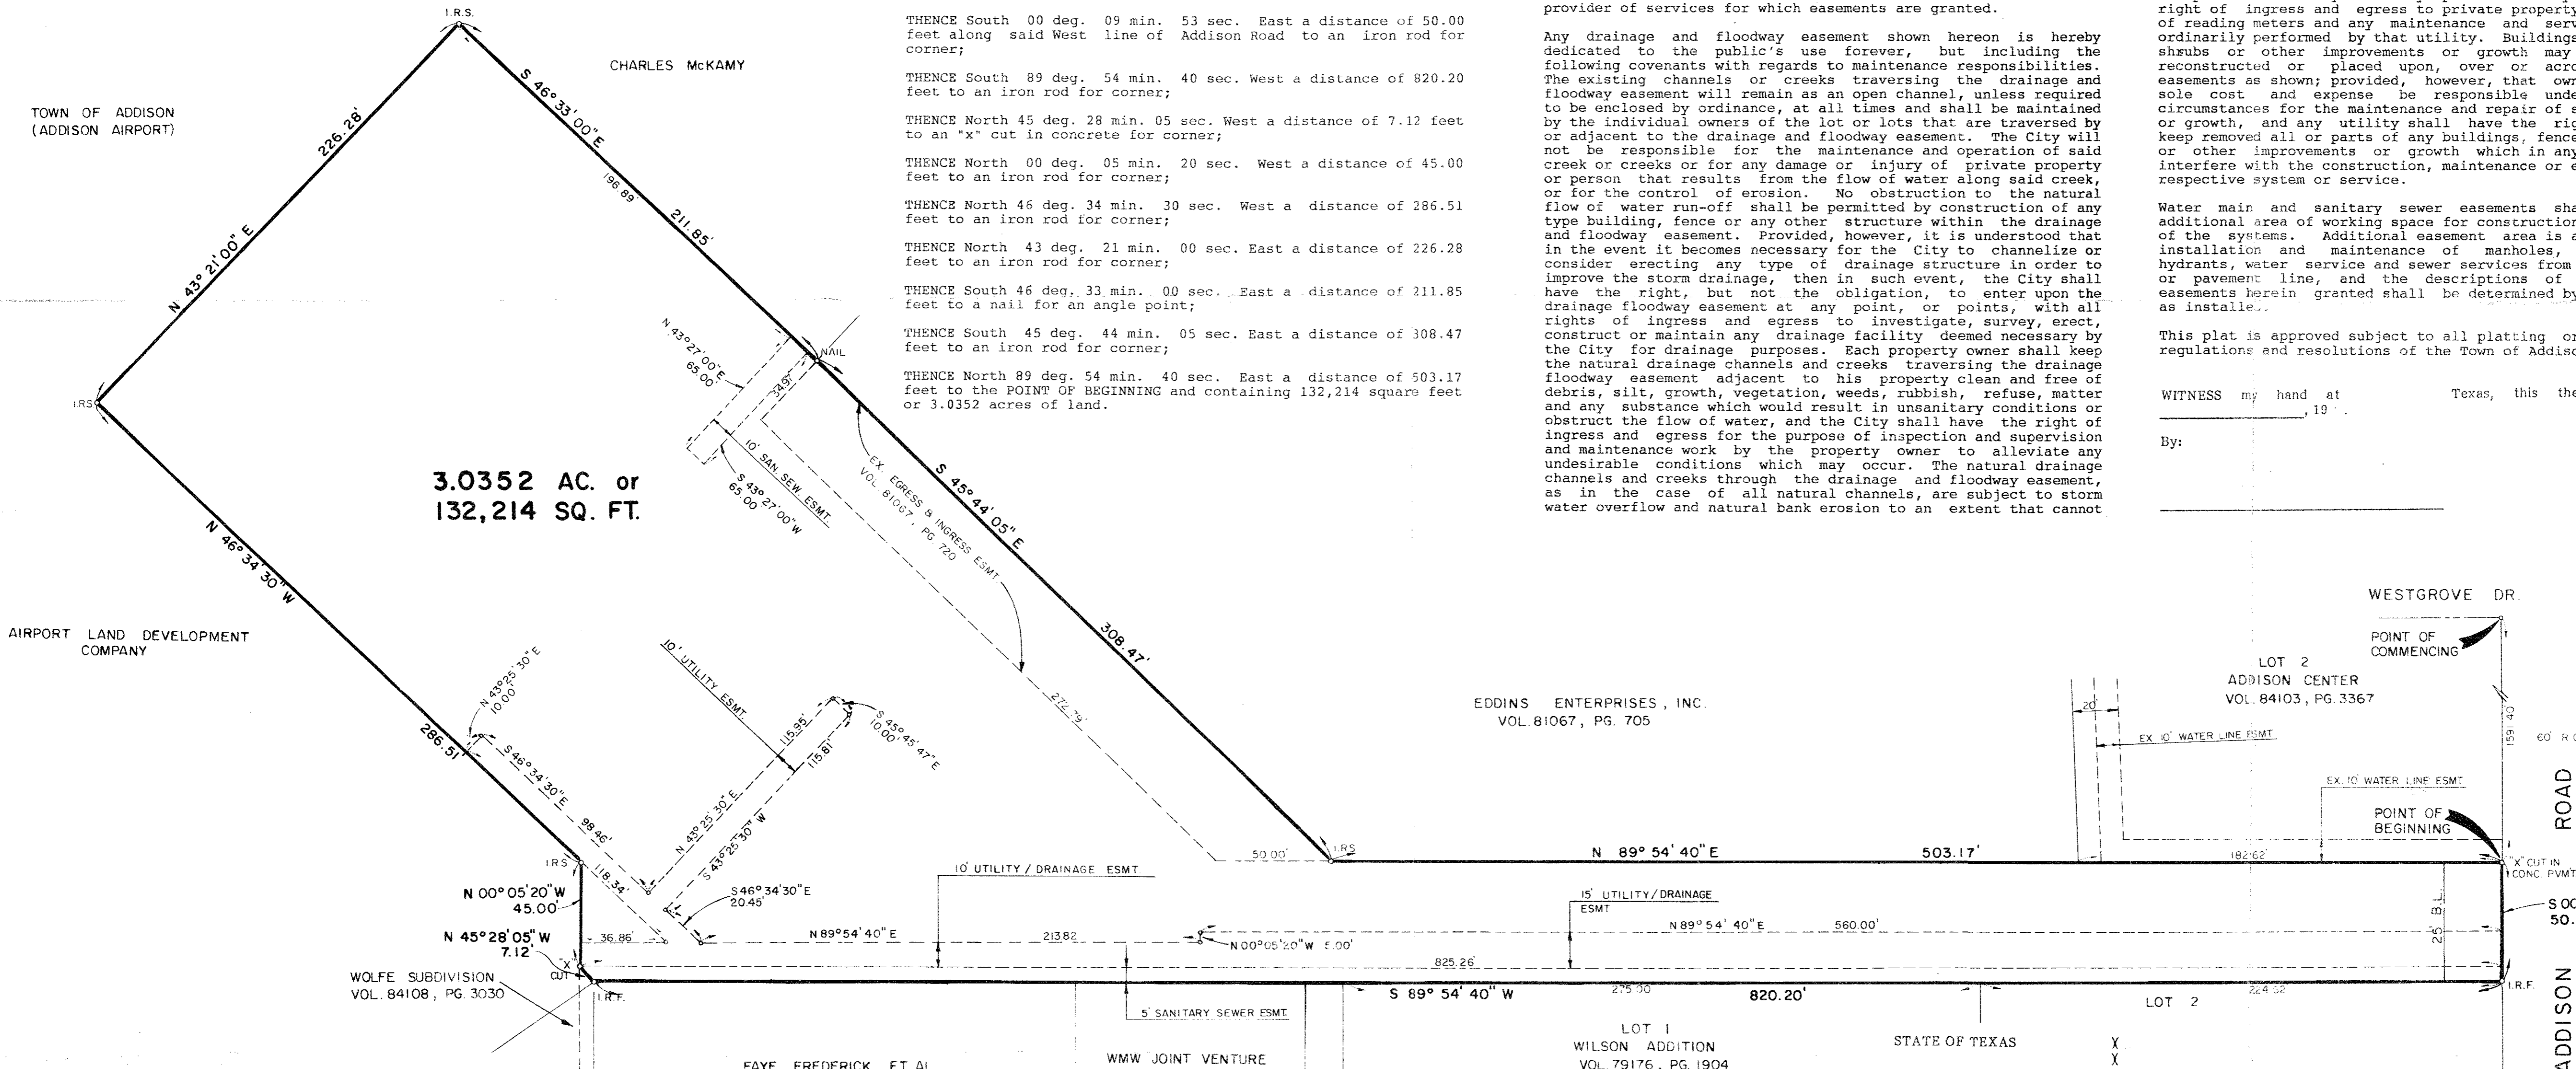 I.R.S.
CHARLES McKAMY
TOWN OF ADDISON
(ADDISON AIRPORT)
226.28'
N 43° 21' 00" E
S 46° 33' 00" E
196.89'
211.85'
NAIL
I.RS
N 43°27'00"E
65.00'
34.97'
10' SAN. SEW. ESMT.
S 43° 27' 00" W
65.00'
EX. EGRESS & INGRESS ESMT.
VOL. 81067, PG. 720
S 45°44'05" E
308.47'
272.79'
3.0352 AC. or
132,214 SQ. FT.
N 46° 34' 30" W
286.51'
AIRPORT LAND DEVELOPMENT
COMPANY
N 43°25'30"E
10.00'
S 46°34'30"E
98.46'
118.34'
10' UTILITY ESMT.
115.95'
115.81'
S 45°45'47"E
10.00'
N 43° 25' 30" E
S 43°25'30" W
S 46°34'30"E
20.45'
I.RS
N 00°05'20"W
45.00'
N 45°28'05"W
7.12'
"X"
CUT
36.86'
WOLFE SUBDIVISION
VOL. 84108, PG. 3030
I.R.F.
10' UTILITY / DRAINAGE ESMT.
N 89°54'40"E
213.82
N 00°05'20"W 5.00'
825.26'
15' UTILITY/DRAINAGE
ESMT
N 89°54'40"E 560.00'
50.00'
I.RS
N 89° 54' 40" E 503.17'
182.62'
S 89° 54' 40" W 820.20'
275.00
224.52
5' SANITARY SEWER ESMT.
FAYE FREDERICK ET AL
WMW JOINT VENTURE
LOT 1
WILSON ADDITION
VOL. 79176, PG. 1904
STATE OF TEXAS
X
X
LOT 2
I.R.F.
EDDINS ENTERPRISES, INC.
VOL. 81067, PG. 705
WESTGROVE DR.
POINT OF
COMMENCING
LOT 2
ADDISON CENTER
VOL. 84103, PG. 3367
20'
EX 10' WATER LINE ESMT
EX. 10' WATER LINE ESMT
1591.40
60' R.O
POINT OF
BEGINNING
"X" CUT IN
CONC. PVMT
25' B.L.
S 00
50.
ADDISON ROAD
THENCE South 00 deg. 09 min. 53 sec. East a distance of 50.00
feet along said West line of Addison Road to an iron rod for
corner;
THENCE South 89 deg. 54 min. 40 sec. West a distance of 820.20
feet to an iron rod for corner;
THENCE North 45 deg. 28 min. 05 sec. West a distance of 7.12 feet
to an "x" cut in concrete for corner;
THENCE North 00 deg. 05 min. 20 sec. West a distance of 45.00
feet to an iron rod for corner;
THENCE North 46 deg. 34 min. 30 sec. West a distance of 286.51
feet to an iron rod for corner;
THENCE North 43 deg. 21 min. 00 sec. East a distance of 226.28
feet to an iron rod for corner;
THENCE South 46 deg. 33 min. 00 sec. East a distance of 211.85
feet to a nail for an angle point;
THENCE South 45 deg. 44 min. 05 sec. East a distance of 308.47
feet to an iron rod for corner;
THENCE North 89 deg. 54 min. 40 sec. East a distance of 503.17
feet to the POINT OF BEGINNING and containing 132,214 square feet
or 3.0352 acres of land.
provider of services for which easements are granted.
Any drainage and floodway easement shown hereon is hereby
dedicated to the public's use forever, but including the
following covenants with regards to maintenance responsibilities.
The existing channels or creeks traversing the drainage and
floodway easement will remain as an open channel, unless required
to be enclosed by ordinance, at all times and shall be maintained
by the individual owners of the lot or lots that are traversed by
or adjacent to the drainage and floodway easement. The City will
not be responsible for the maintenance and operation of said
creek or creeks or for any damage or injury of private property
or person that results from the flow of water along said creek,
or for the control of erosion. No obstruction to the natural
flow of water run-off shall be permitted by construction of any
type building, fence or any other structure within the drainage
and floodway easement. Provided, however, it is understood that
in the event it becomes necessary for the City to channelize or
consider erecting any type of drainage structure in order to
improve the storm drainage, then in such event, the City shall
have the right, but not the obligation, to enter upon the
drainage floodway easement at any point, or points, with all
rights of ingress and egress to investigate, survey, erect,
construct or maintain any drainage facility deemed necessary by
the City for drainage purposes. Each property owner shall keep
the natural drainage channels and creeks traversing the drainage
floodway easement adjacent to his property clean and free of
debris, silt, growth, vegetation, weeds, rubbish, refuse, matter
and any substance which would result in unsanitary conditions or
obstruct the flow of water, and the City shall have the right of
ingress and egress for the purpose of inspection and supervision
and maintenance work by the property owner to alleviate any
undesirable conditions which may occur. The natural drainage
channels and creeks through the drainage and floodway easement,
as in the case of all natural channels, are subject to storm
water overflow and natural bank erosion to an extent that cannot
right of ingress and egress to private property
of reading meters and any maintenance and serv
ordinarily performed by that utility. Buildings
shrubs or other improvements or growth may
reconstructed or placed upon, over or acro
easements as shown; provided, however, that own
sole cost and expense be responsible unde
circumstances for the maintenance and repair of s
or growth, and any utility shall have the rig
keep removed all or parts of any buildings, fence
or other improvements or growth which in any
interfere with the construction, maintenance or e
respective system or service.
Water main and sanitary sewer easements sha
additional area of working space for construction
of the systems. Additional easement area is a
installation and maintenance of manholes,
hydrants, water service and sewer services from
or pavement line, and the descriptions of
easements herein granted shall be determined by
as installe
This plat is approved subject to all platting or
regulations and resolutions of the Town of Addiso
WITNESS my hand at Texas, this the
, 19 .
By: